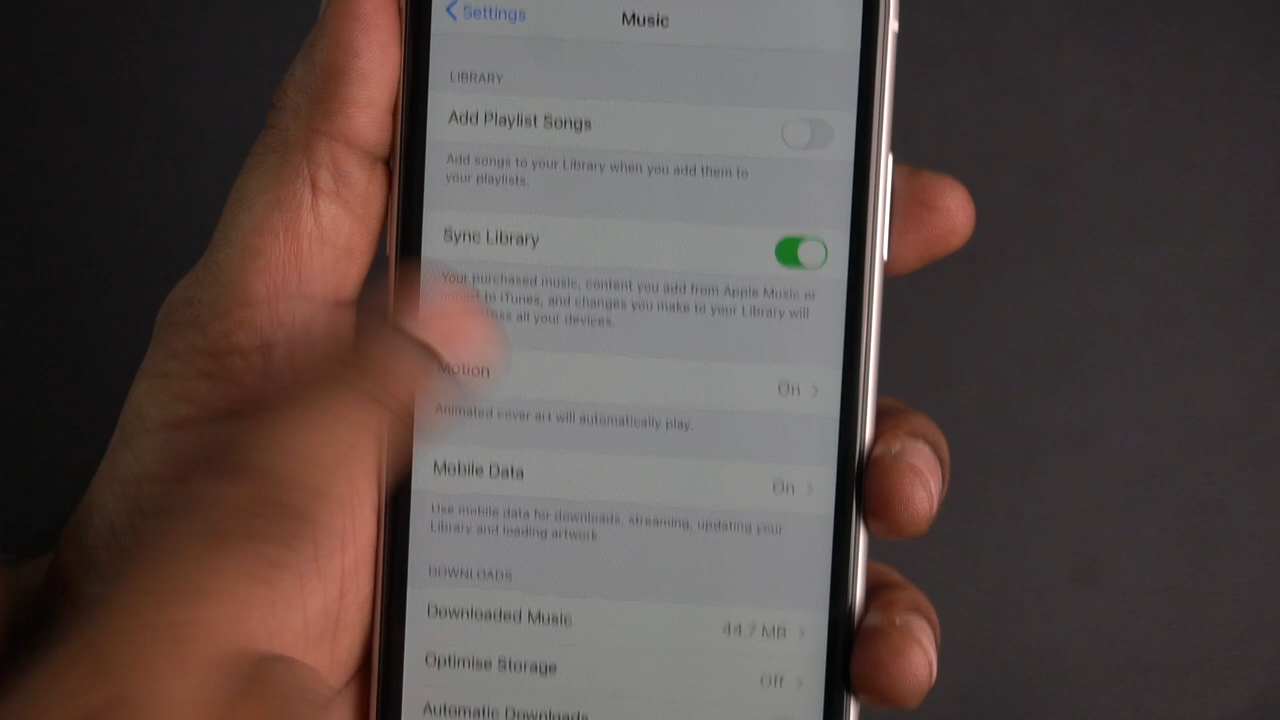 Settings
Music
LIBRARY
Add Playlist Songs
Add songs to your Library when you add them to
your playlists.
Sync Library
Your purchased music, content you add from Apple Music or
import to iTunes, and changes you make to your Library will
all your devices.
Motion
On
Animated cover art will automatically play.
Mobile Data
On
Use mobile data for downloads, streaming, updating your
Library and loading artwork
DOWNLOADS
Downloaded Music
44.7 MB
Optimise Storage
Off
Automatic Downloads